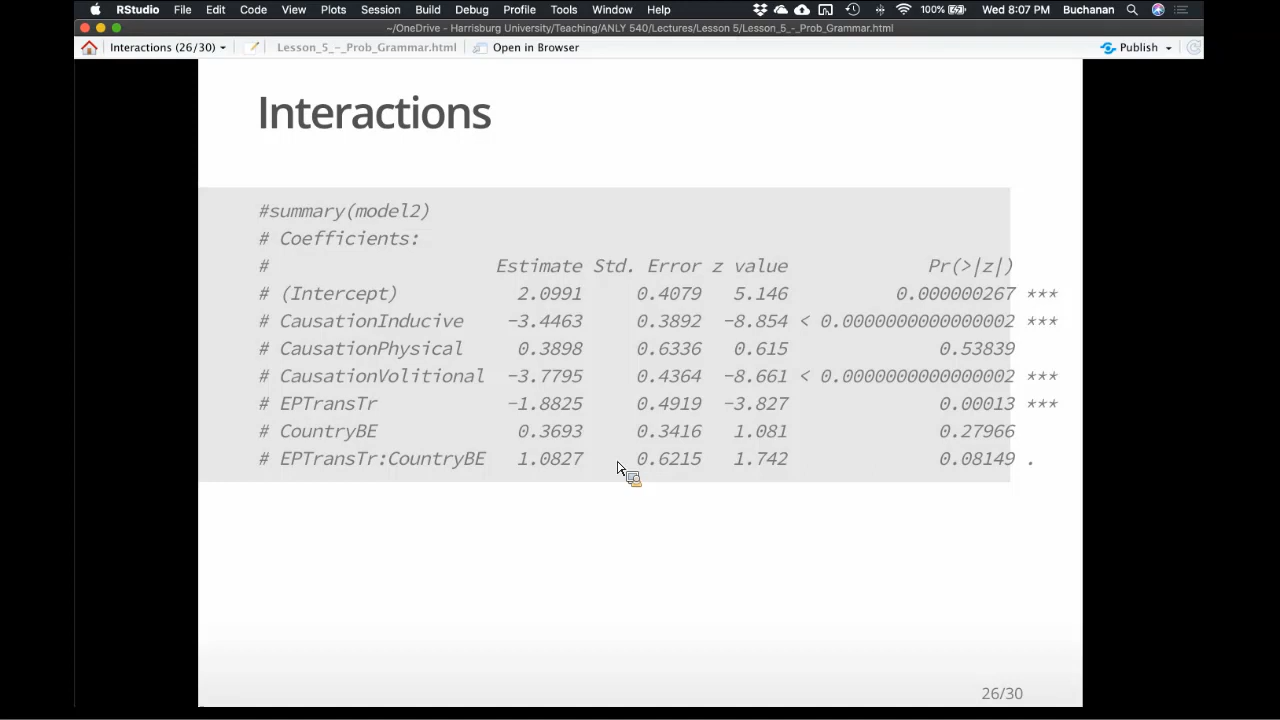 RStudio File Edit Code View Plots Session Build Debug Profile Tools Window Help 100% Wed 8:07 PM Buchanan
~/OneDrive - Harrisburg University/Teaching/ANLY 540/Lectures/Lesson 5/Lesson_5_-_Prob_Grammar.html
Interactions (26/30) Lesson_5_-_Prob_Grammar.html Open in Browser Publish
Interactions
#summary(model2)
# Coefficients:
# Estimate Std. Error z value Pr(>|z|)
# (Intercept) 2.0991 0.4079 5.146 0.000000267 ***
# CausationInducive -3.4463 0.3892 -8.854 < 0.0000000000000002 ***
# CausationPhysical 0.3898 0.6336 0.615 0.53839
# CausationVolitional -3.7795 0.4364 -8.661 < 0.0000000000000002 ***
# EPTransTr -1.8825 0.4919 -3.827 0.00013 ***
# CountryBE 0.3693 0.3416 1.081 0.27966
# EPTransTr:CountryBE 1.0827 0.6215 1.742 0.08149 .
26/30